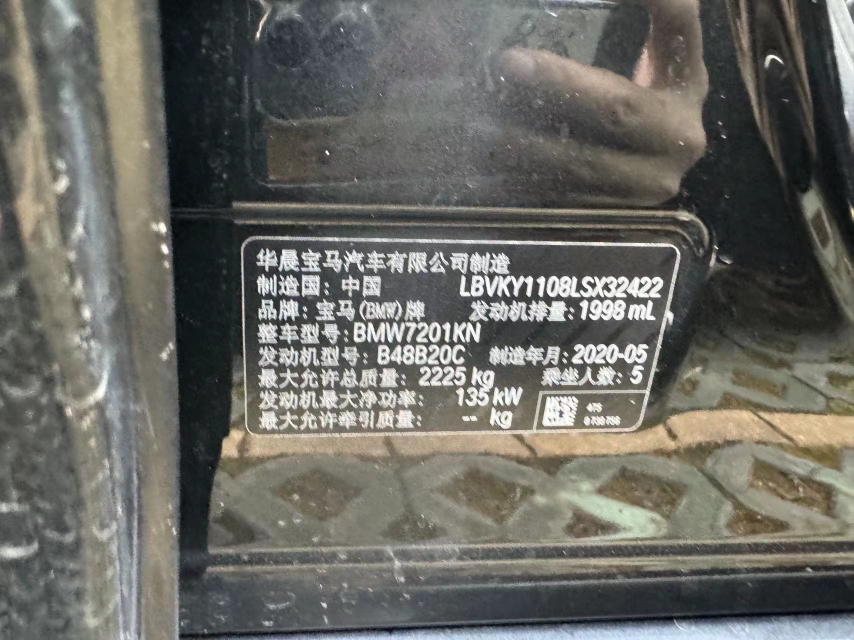 华晨宝马汽车有限公司制造
制造国: 中国 LBVKY1108LSX32422
品牌: 宝马(BMW)牌 发动机排量: 1998 mL
整车型号: BMW7201KN
发动机型号: B48B20C 制造年月: 2020-05
最大允许总质量: 2225 kg 乘坐人数: 5
发动机最大净功率: 135 kW
最大允许牵引质量: -- kg
475